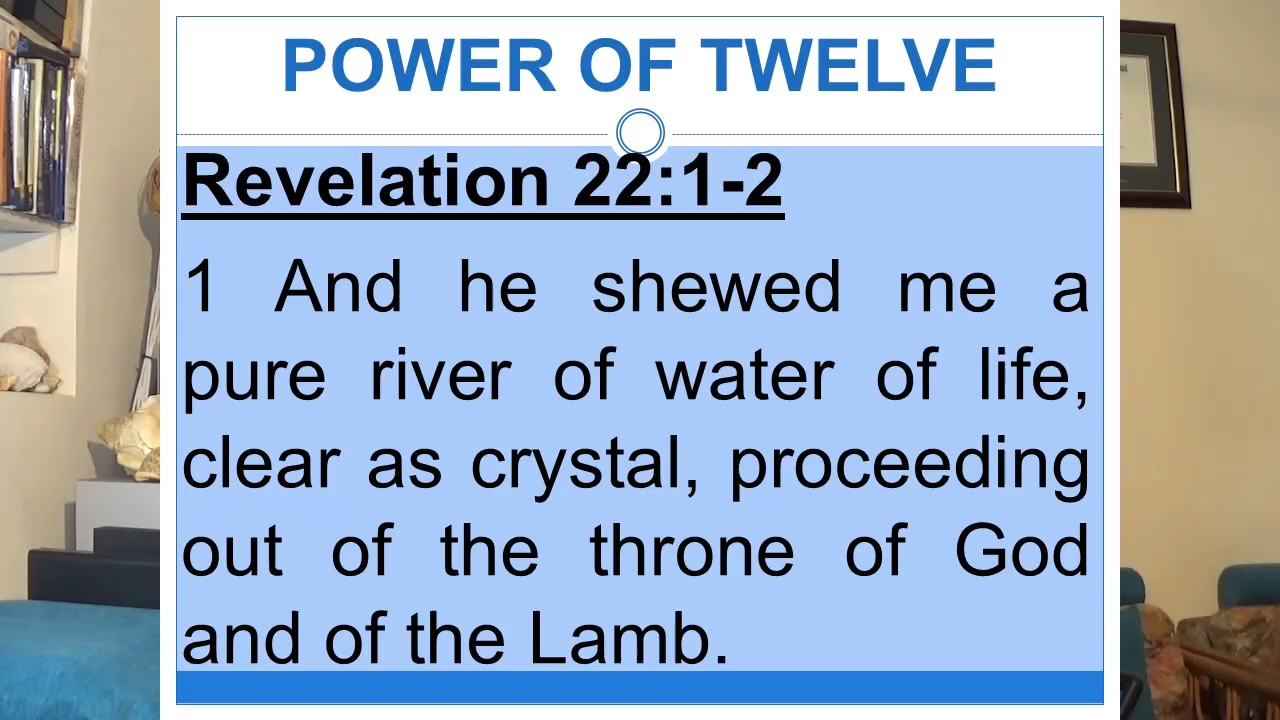 POWER OF TWELVE
Revelation 22:1-2
1 And he shewed me a
pure river of water of life,
clear as crystal, proceeding
out of the throne of God
and of the Lamb.